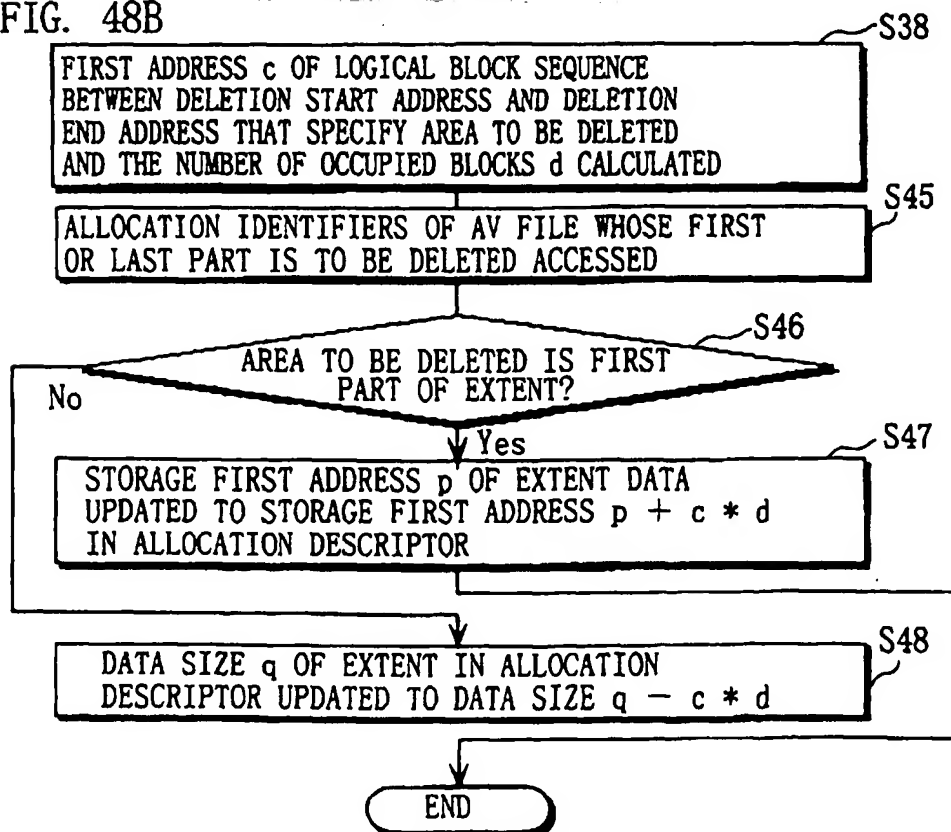 FIG. 48B
S38
FIRST ADDRESS c OF LOGICAL BLOCK SEQUENCE
BETWEEN DELETION START ADDRESS AND DELETION
END ADDRESS THAT SPECIFY AREA TO BE DELETED
AND THE NUMBER OF OCCUPIED BLOCKS d CALCULATED
S45
ALLOCATION IDENTIFIERS OF AV FILE WHOSE FIRST
OR LAST PART IS TO BE DELETED ACCESSED
S46
AREA TO BE DELETED IS FIRST
PART OF EXTENT?
No
Yes
S47
STORAGE FIRST ADDRESS p OF EXTENT DATA
UPDATED TO STORAGE FIRST ADDRESS p + c * d
IN ALLOCATION DESCRIPTOR
S48
DATA SIZE q OF EXTENT IN ALLOCATION
DESCRIPTOR UPDATED TO DATA SIZE q - c * d
END